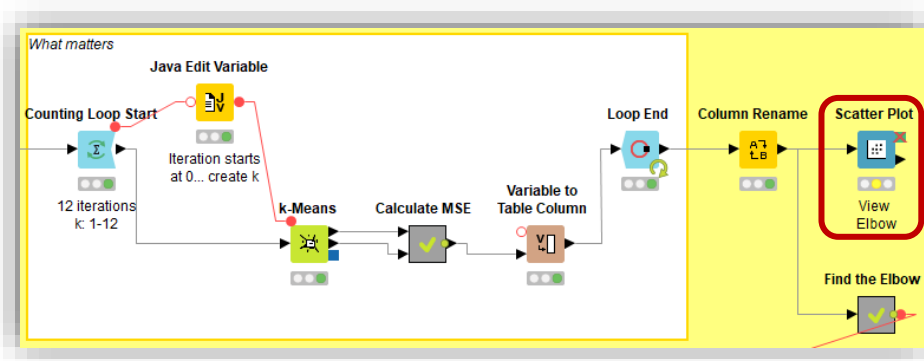 What matters
Java Edit Variable
Counting Loop Start
Loop End
Column Rename
Scatter Plot
Iteration starts
at 0... create k
12 iterations
k: 1-12
k-Means
Calculate MSE
Variable to
Table Column
View
Elbow
Find the Elbow